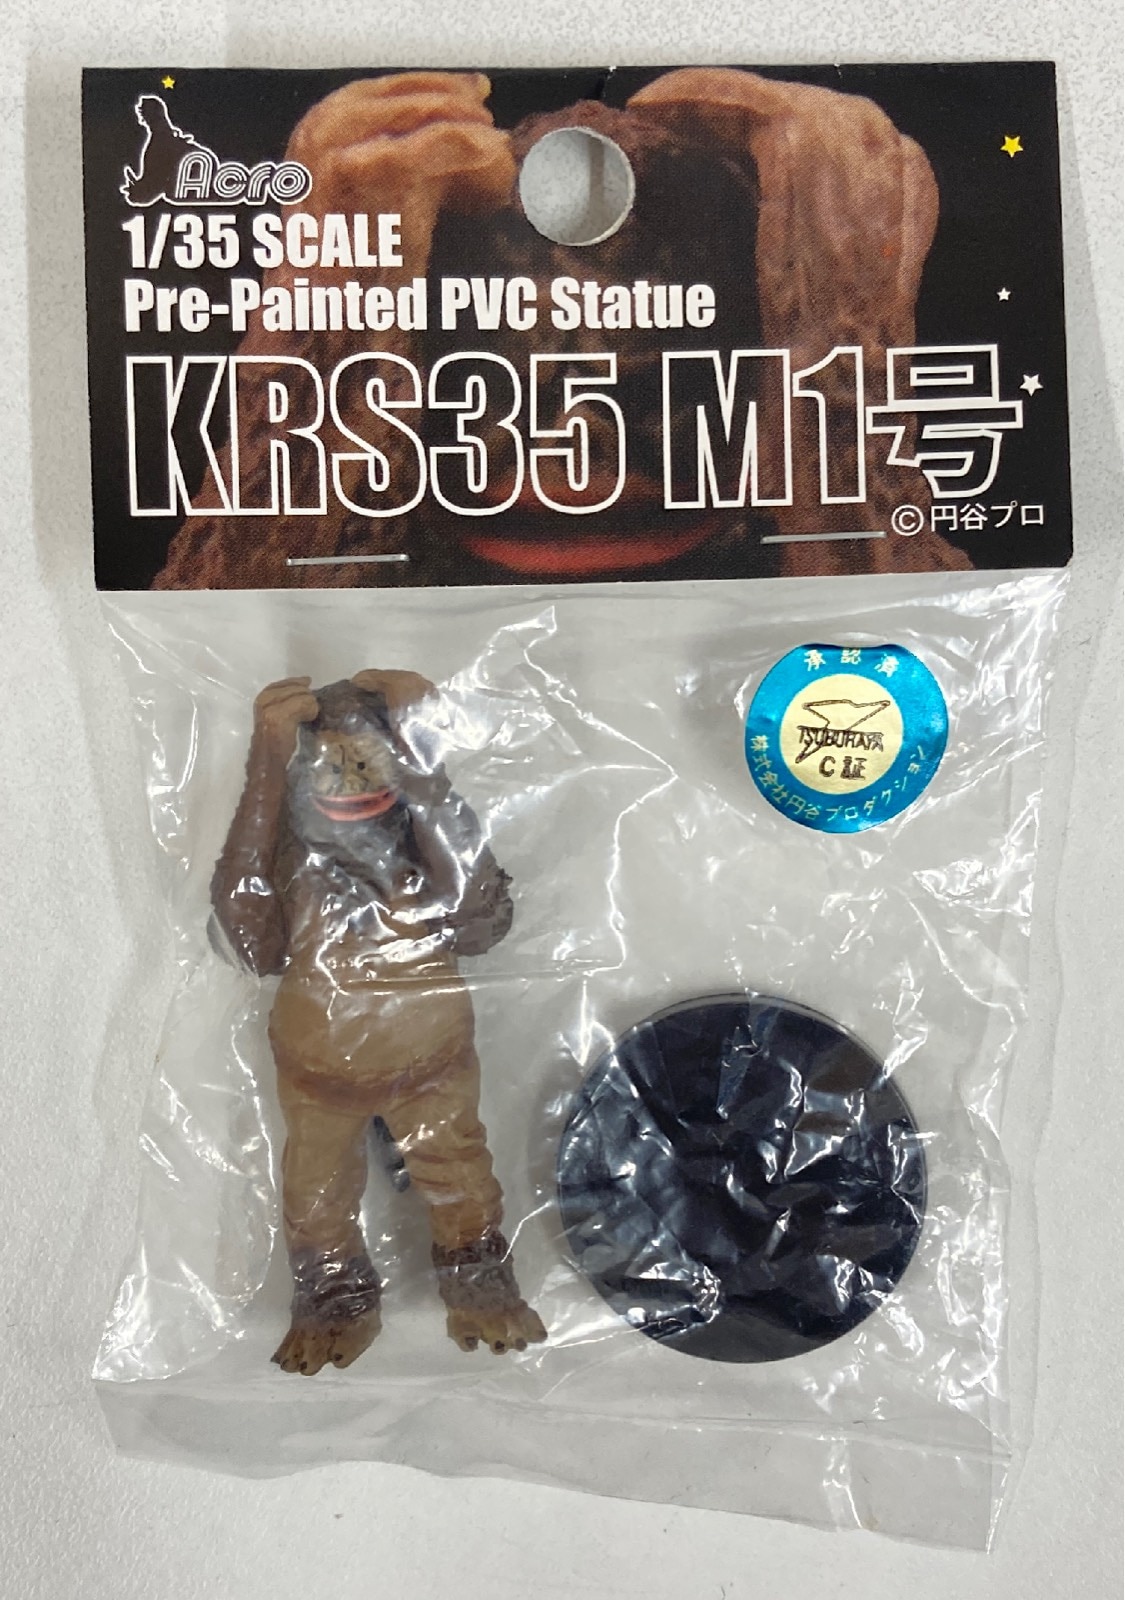 Acro
1/35 SCALE
Pre-Painted PVC Statue
KRS35 M1号
©円谷プロ
承認済
TSUBURAYA
C証
株式会社円谷プロダクション